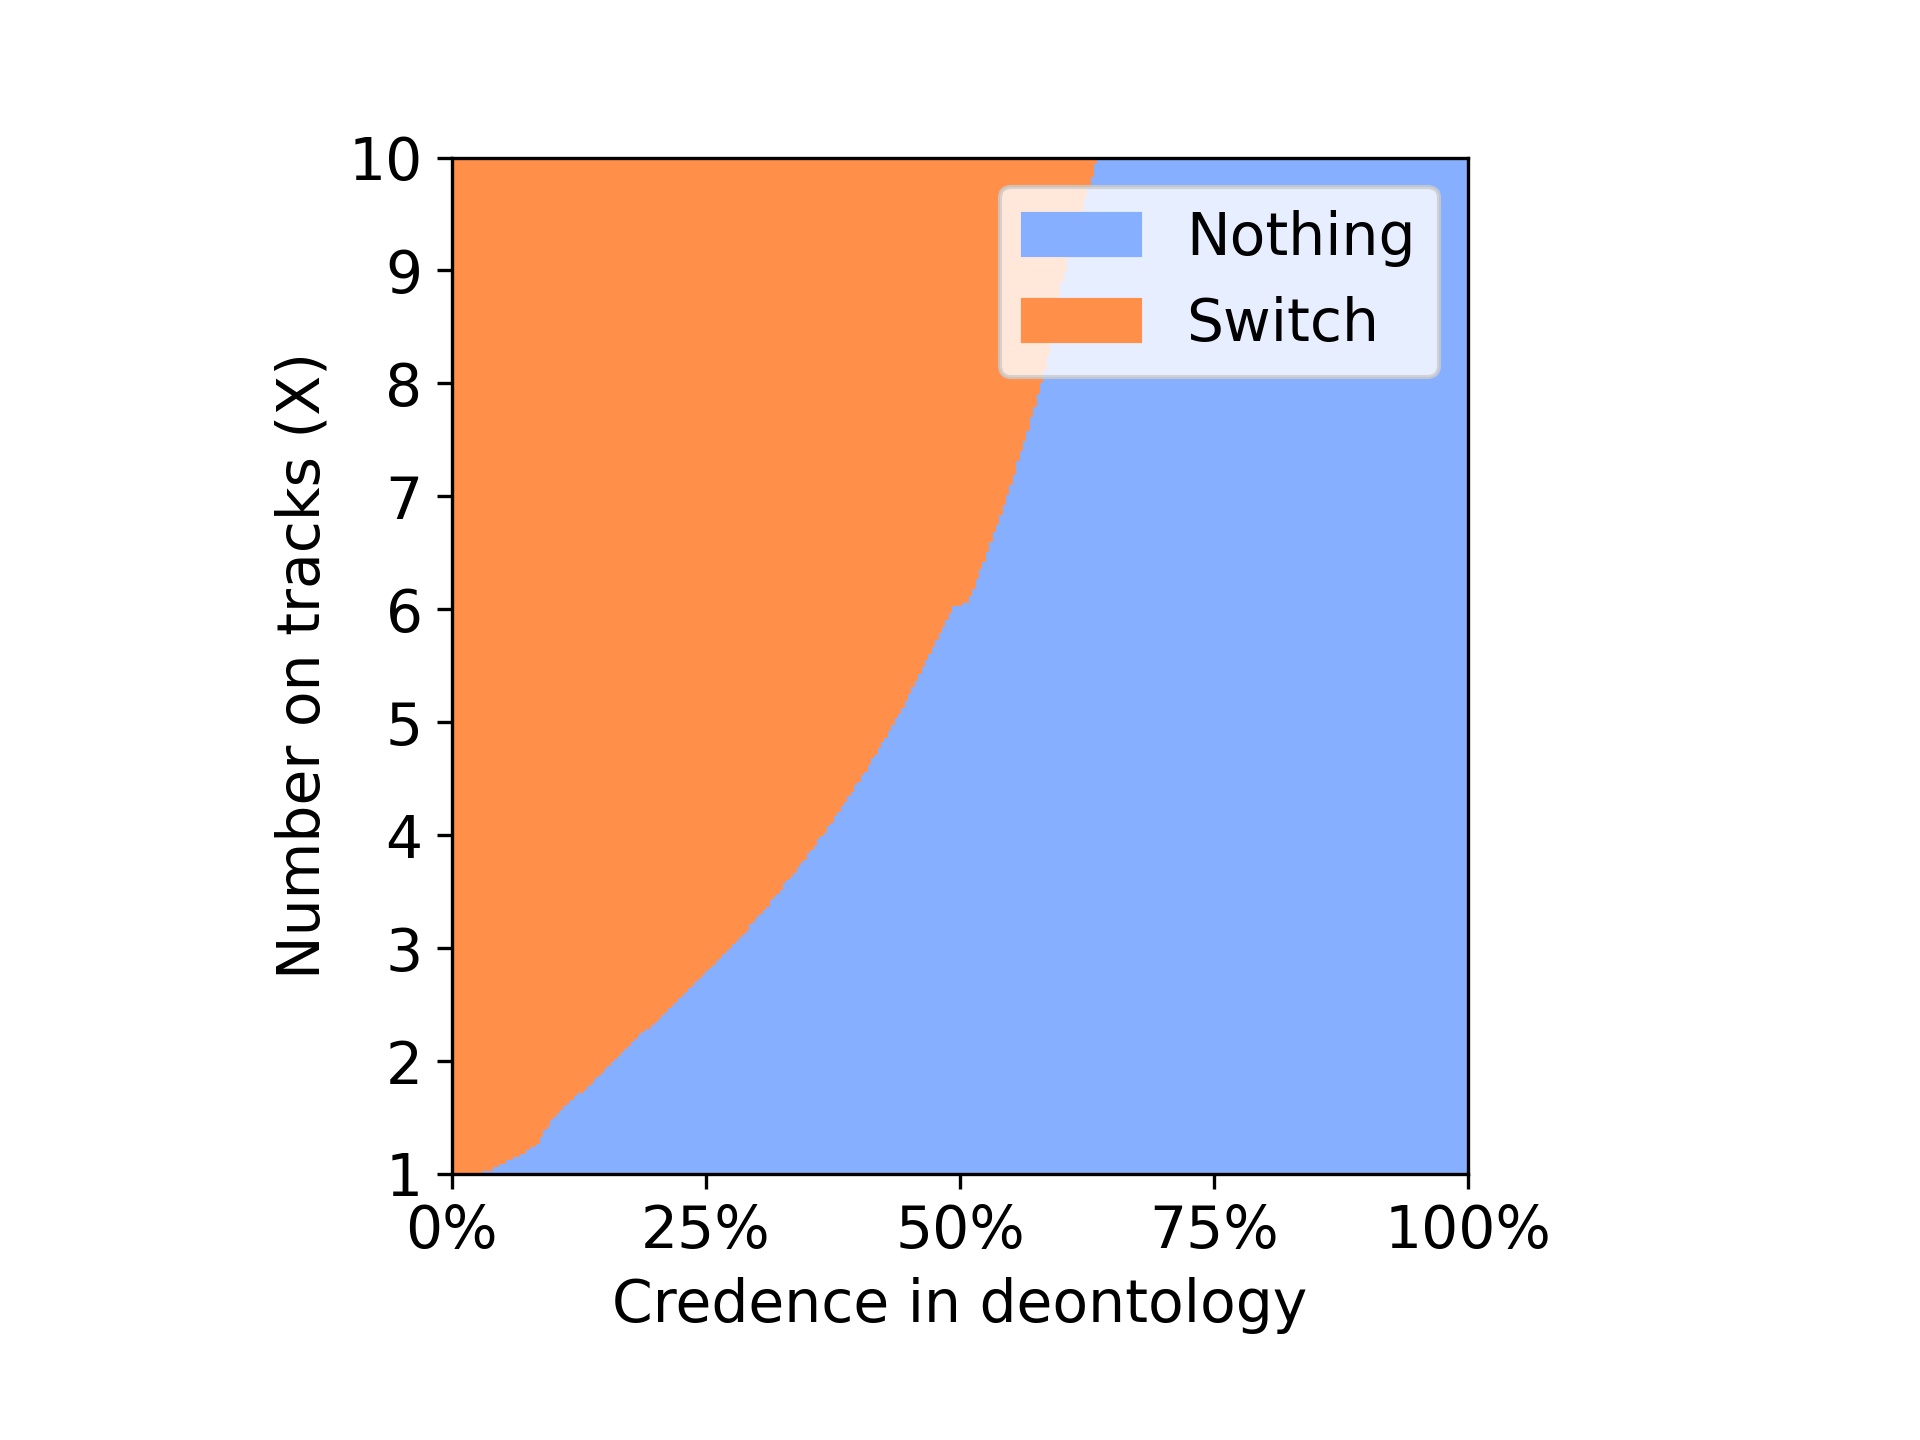 10
9
8
7
6
5
4
3
2
1
Number on tracks (X)
Nothing
Switch
0% 25% 50% 75% 100%
Credence in deontology